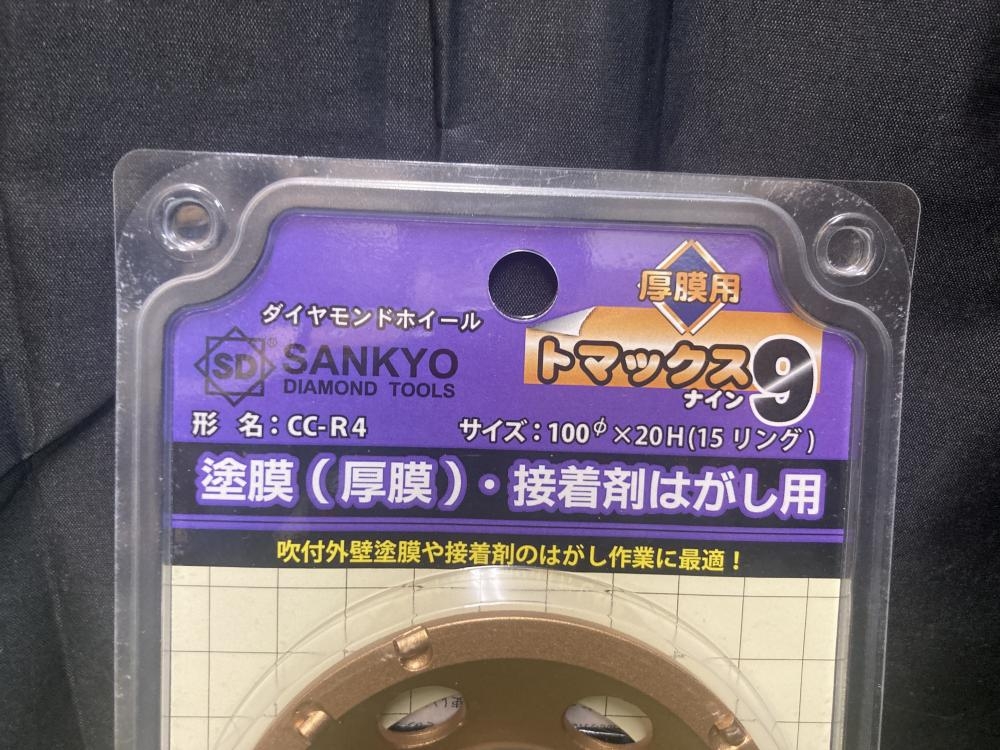 厚膜用
ダイヤモンドホイール
SD® SANKYO
DIAMOND TOOLS
トマックス9
ナイン
形 名：CC-R4 サイズ：100φ×20H(15リング)
塗膜(厚膜)・接着剤はがし用
吹付外壁塗膜や接着剤のはがし作業に最適！